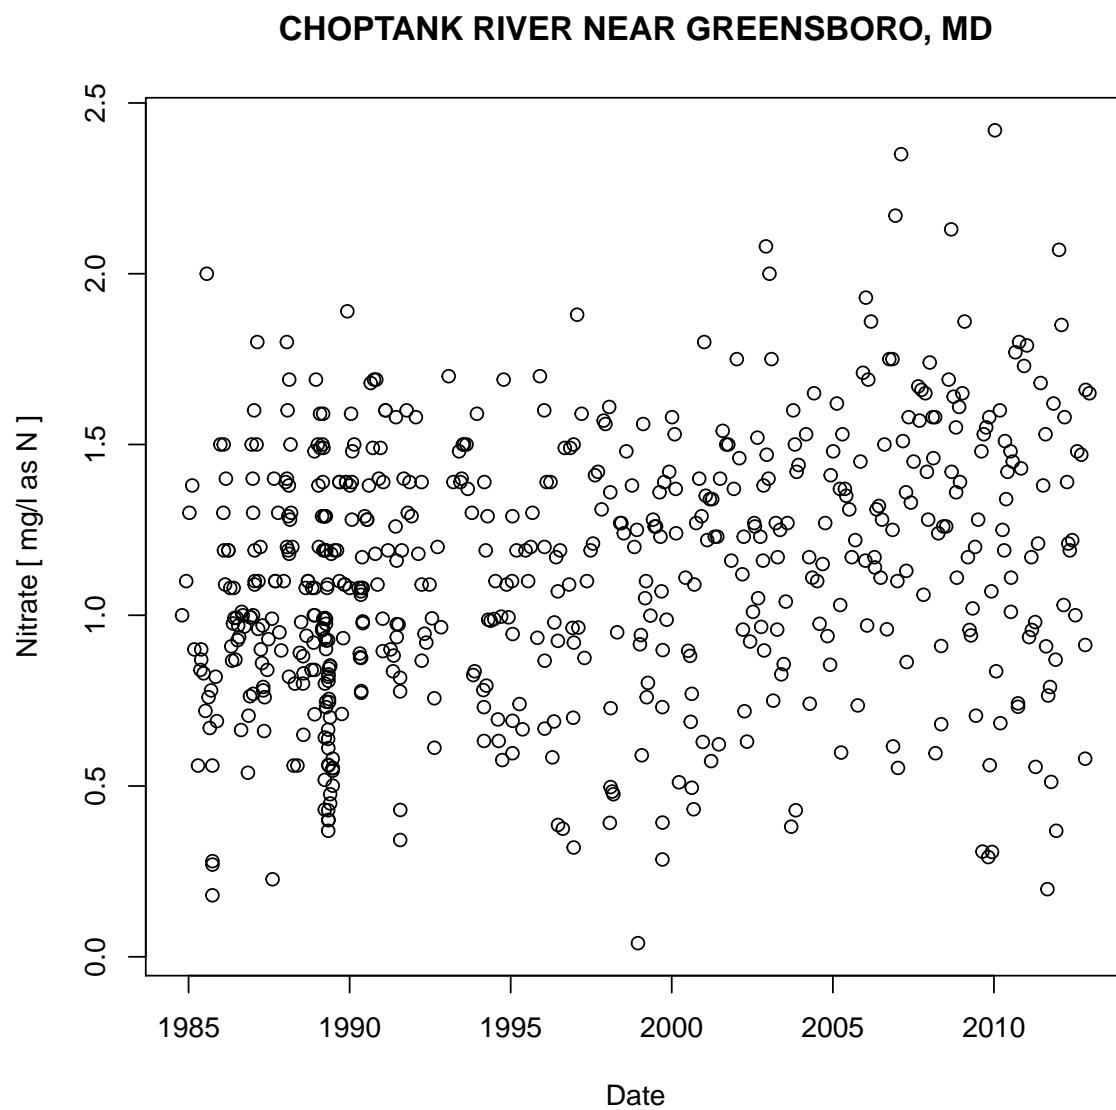 CHOPTANK RIVER NEAR GREENSBORO, MD
2.5
2.0
1.5
1.0
0.5
0.0
Nitrate [ mg/l as N ]
1985 1990 1995 2000 2005 2010
Date